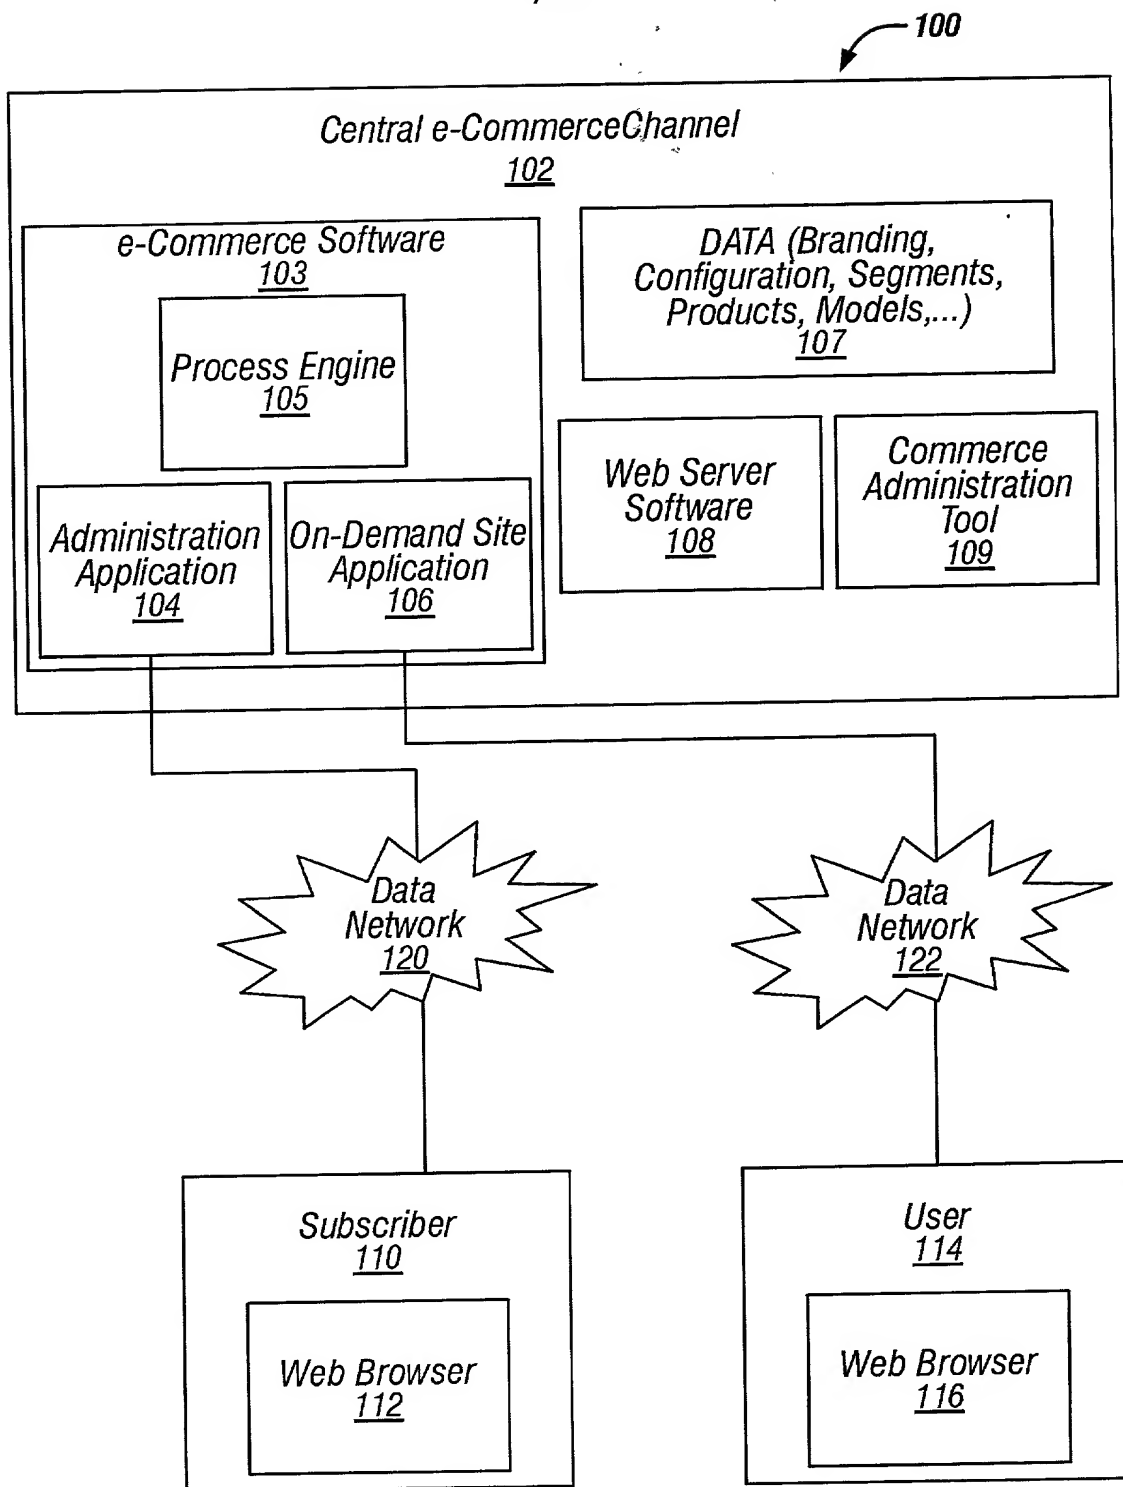 100
Central e-CommerceChannel
102
e-Commerce Software
103
Process Engine
105
Administration
Application
104
On-Demand Site
Application
106
DATA (Branding,
Configuration, Segments,
Products, Models,...)
107
Web Server
Software
108
Commerce
Administration
Tool
109
Data
Network
120
Data
Network
122
Subscriber
110
Web Browser
112
User
114
Web Browser
116